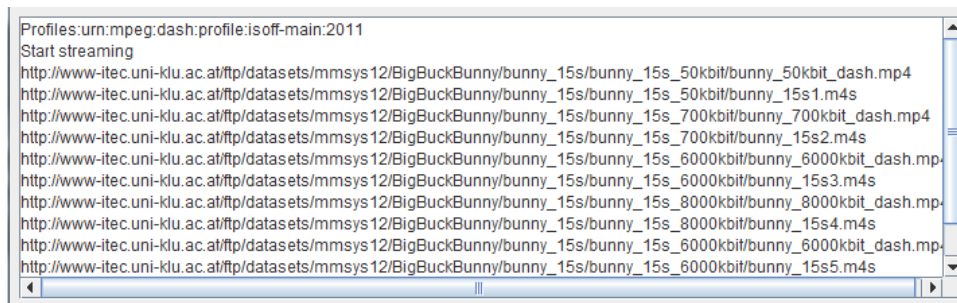 Profiles:urn:mpeg:dash:profile:isoff-main:2011
Start streaming
http://www-itec.uni-klu.ac.at/ftp/datasets/mmsys12/BigBuckBunny/bunny_15s/bunny_15s_50kbit/bunny_50kbit_dash.mp4
http://www-itec.uni-klu.ac.at/ftp/datasets/mmsys12/BigBuckBunny/bunny_15s/bunny_15s_50kbit/bunny_15s1.m4s
http://www-itec.uni-klu.ac.at/ftp/datasets/mmsys12/BigBuckBunny/bunny_15s/bunny_15s_700kbit/bunny_700kbit_dash.mp4
http://www-itec.uni-klu.ac.at/ftp/datasets/mmsys12/BigBuckBunny/bunny_15s/bunny_15s_700kbit/bunny_15s2.m4s
http://www-itec.uni-klu.ac.at/ftp/datasets/mmsys12/BigBuckBunny/bunny_15s/bunny_15s_6000kbit/bunny_6000kbit_dash.mp4
http://www-itec.uni-klu.ac.at/ftp/datasets/mmsys12/BigBuckBunny/bunny_15s/bunny_15s_6000kbit/bunny_15s3.m4s
http://www-itec.uni-klu.ac.at/ftp/datasets/mmsys12/BigBuckBunny/bunny_15s/bunny_15s_8000kbit/bunny_8000kbit_dash.mp4
http://www-itec.uni-klu.ac.at/ftp/datasets/mmsys12/BigBuckBunny/bunny_15s/bunny_15s_8000kbit/bunny_15s4.m4s
http://www-itec.uni-klu.ac.at/ftp/datasets/mmsys12/BigBuckBunny/bunny_15s/bunny_15s_6000kbit/bunny_6000kbit_dash.mp4
http://www-itec.uni-klu.ac.at/ftp/datasets/mmsys12/BigBuckBunny/bunny_15s/bunny_15s_6000kbit/bunny_15s5.m4s